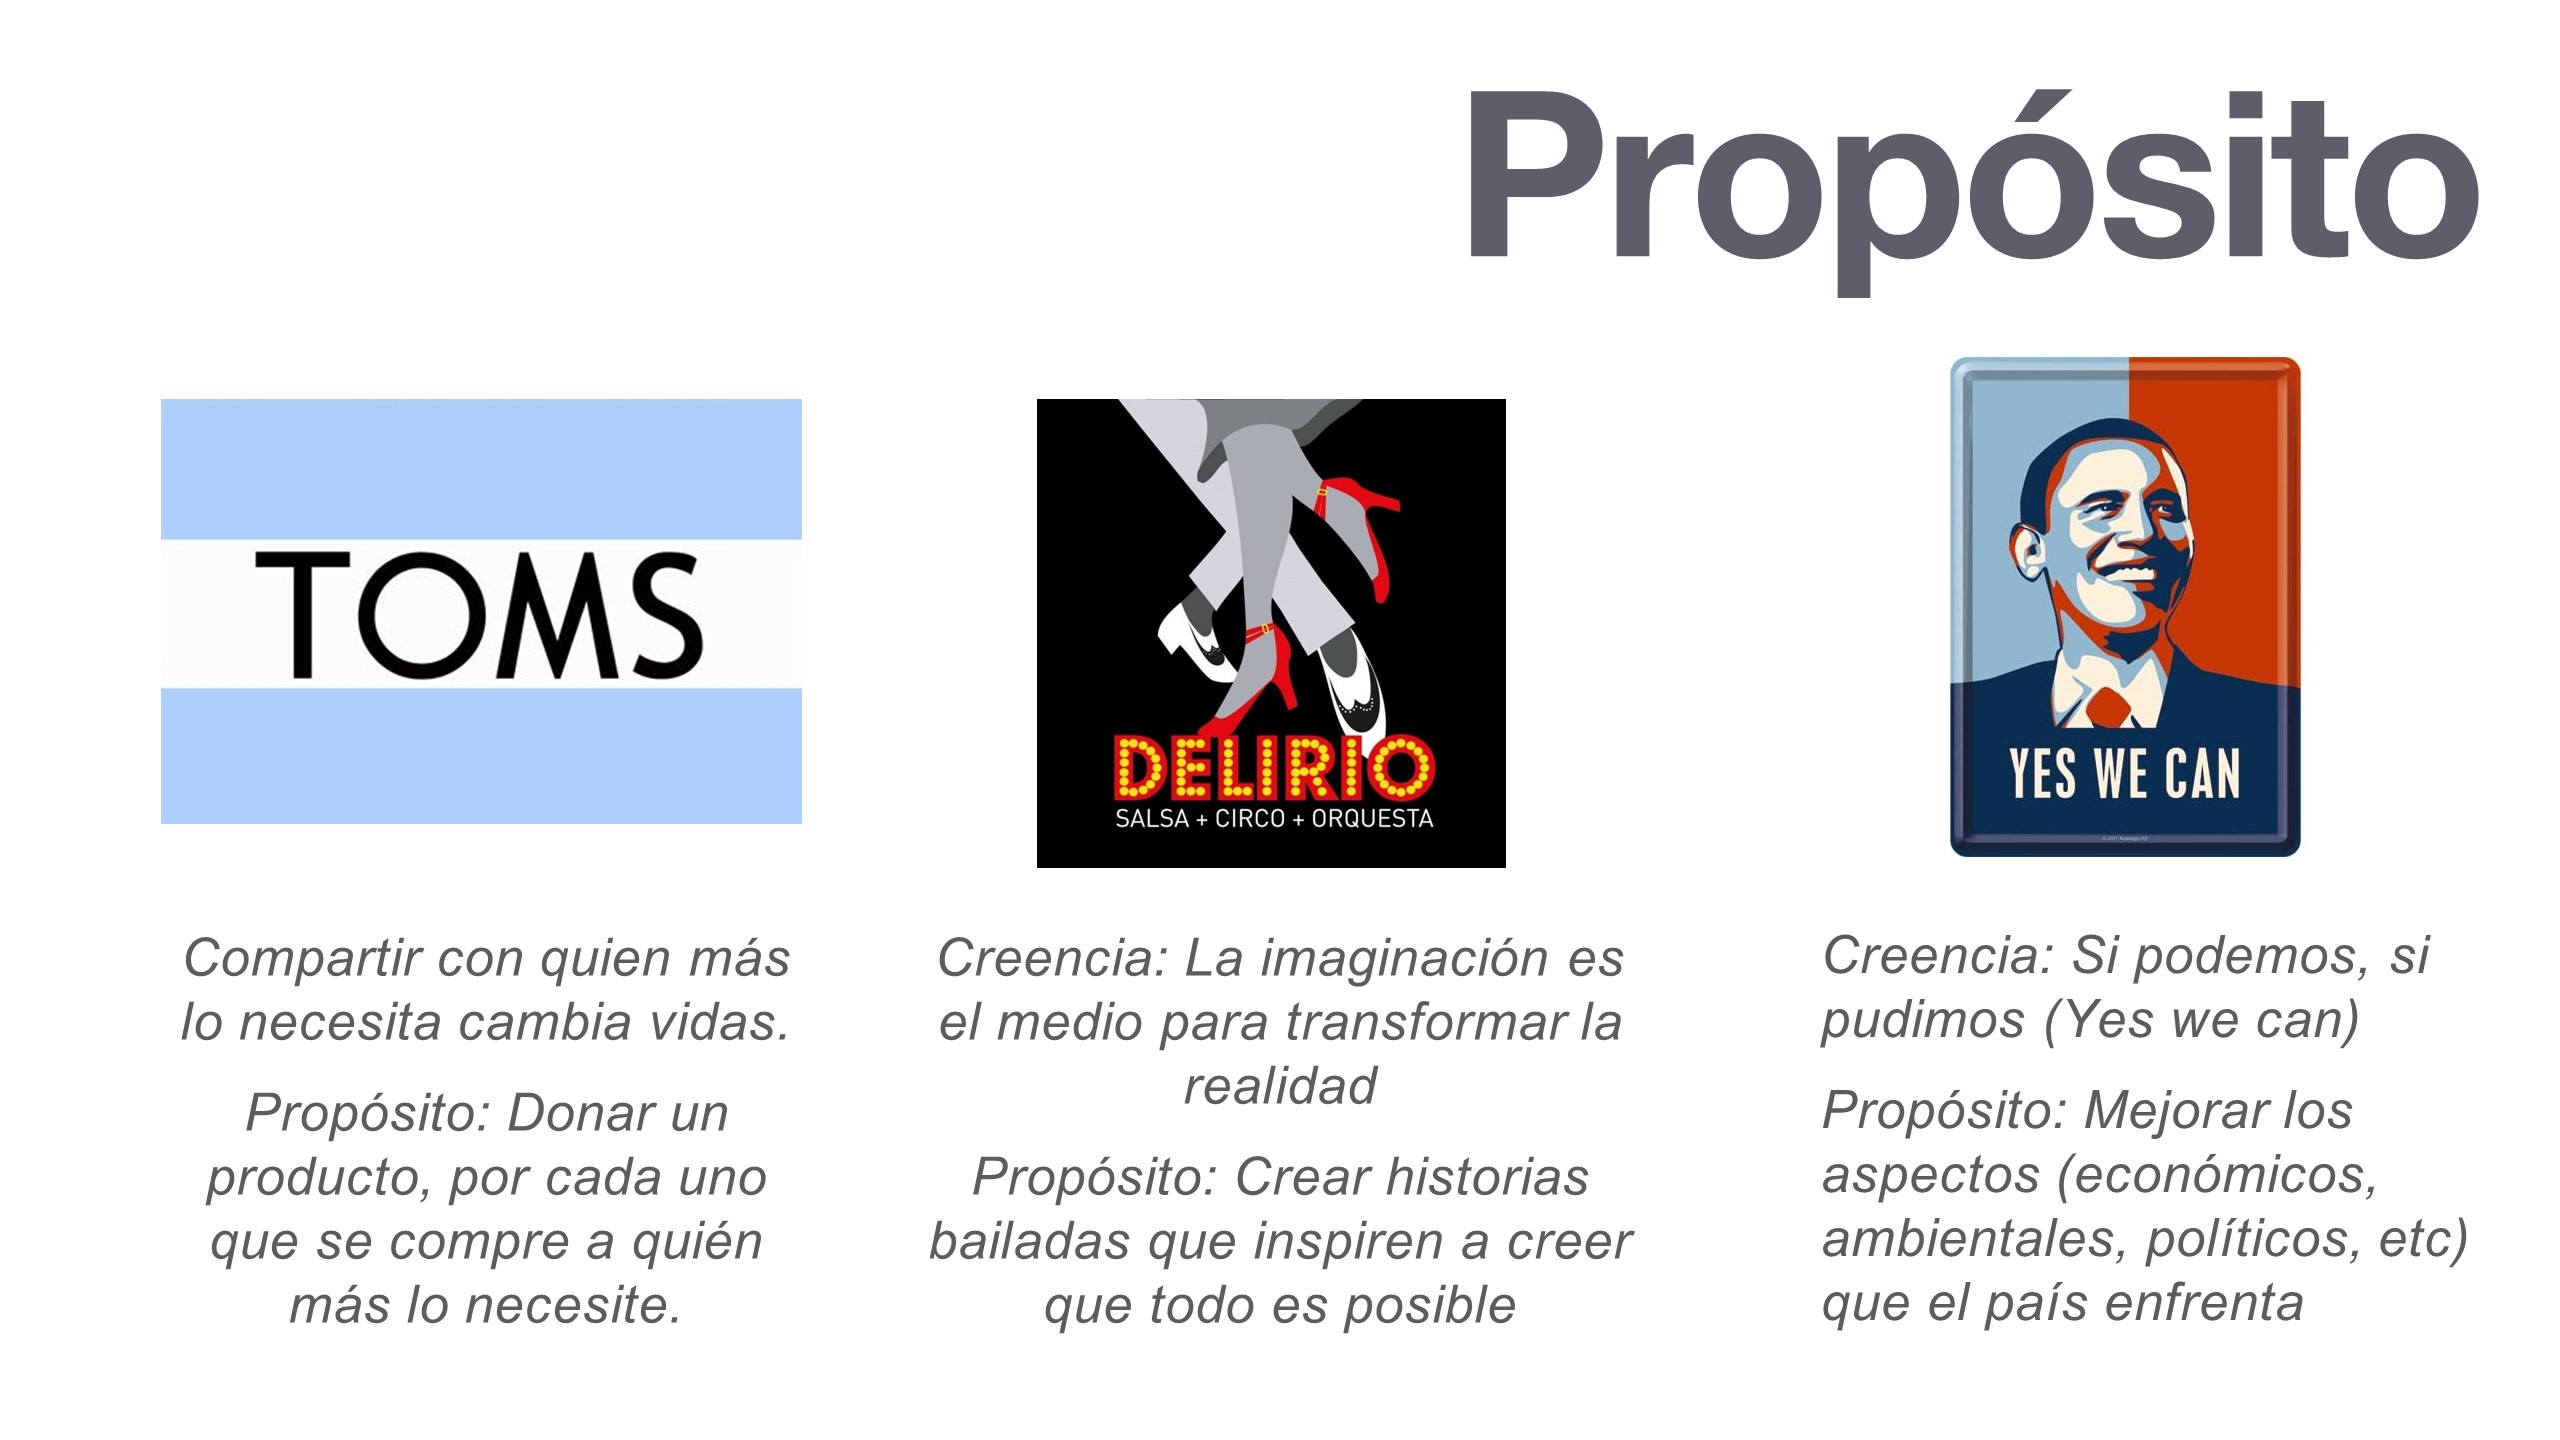 Propósito
TOMS
DELIRIO
SALSA + CIRCO + ORQUESTA
YES WE CAN
Compartir con quien más
lo necesita cambia vidas.
Propósito: Donar un
producto, por cada uno
que se compre a quién
más lo necesite.
Creencia: La imaginación es
el medio para transformar la
realidad
Propósito: Crear historias
bailadas que inspiren a creer
que todo es posible
Creencia: Si podemos, si
pudimos (Yes we can)
Propósito: Mejorar los
aspectos (económicos,
ambientales, políticos, etc)
que el país enfrenta